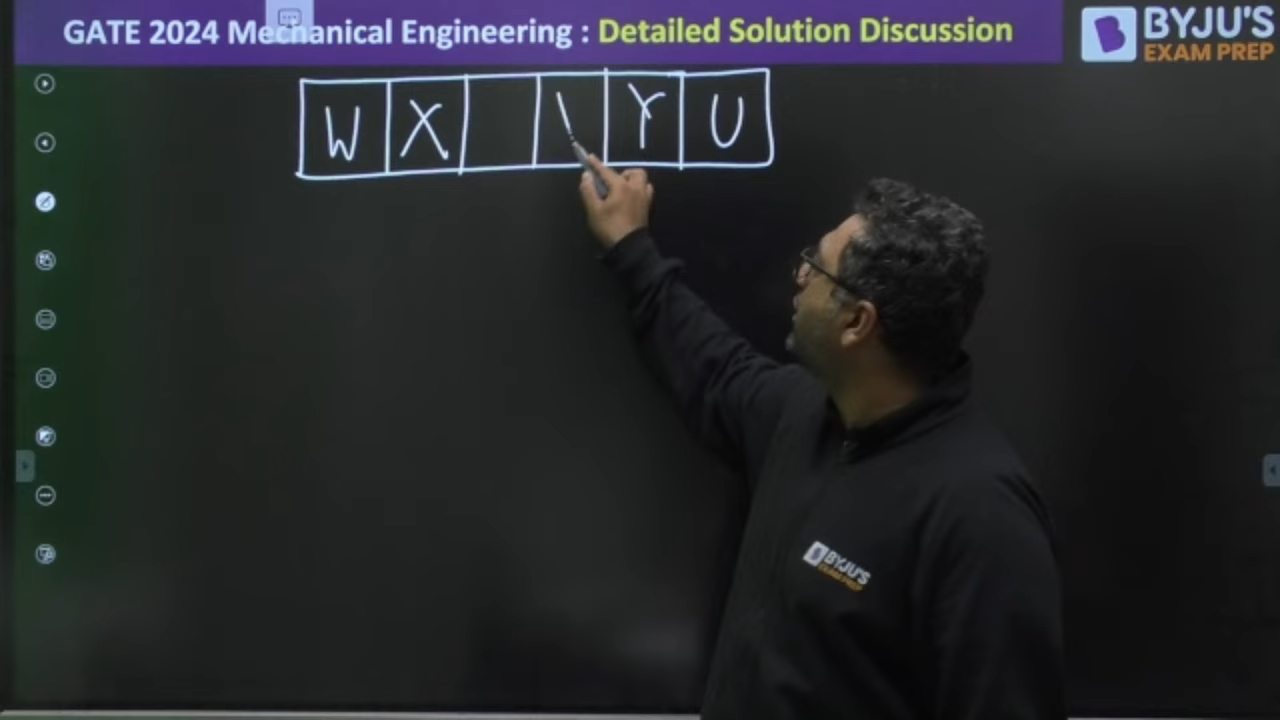 GATE 2024 Mechanical Engineering : Detailed Solution Discussion
BYJU'S
EXAM PREP
W X \ Y U
BYJU'S
EXAM PREP